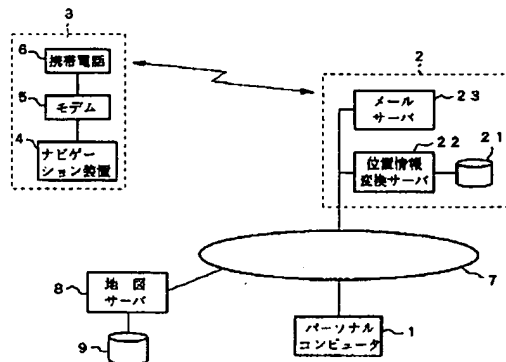 3
6
携帯電話
5
モデム
4
ナビゲー
ション装置
2
メール
サーバ
23
22
21
位置情報
変換サーバ
7
8
地 図
サーバ
9
パーソナル
コンピュータ
1